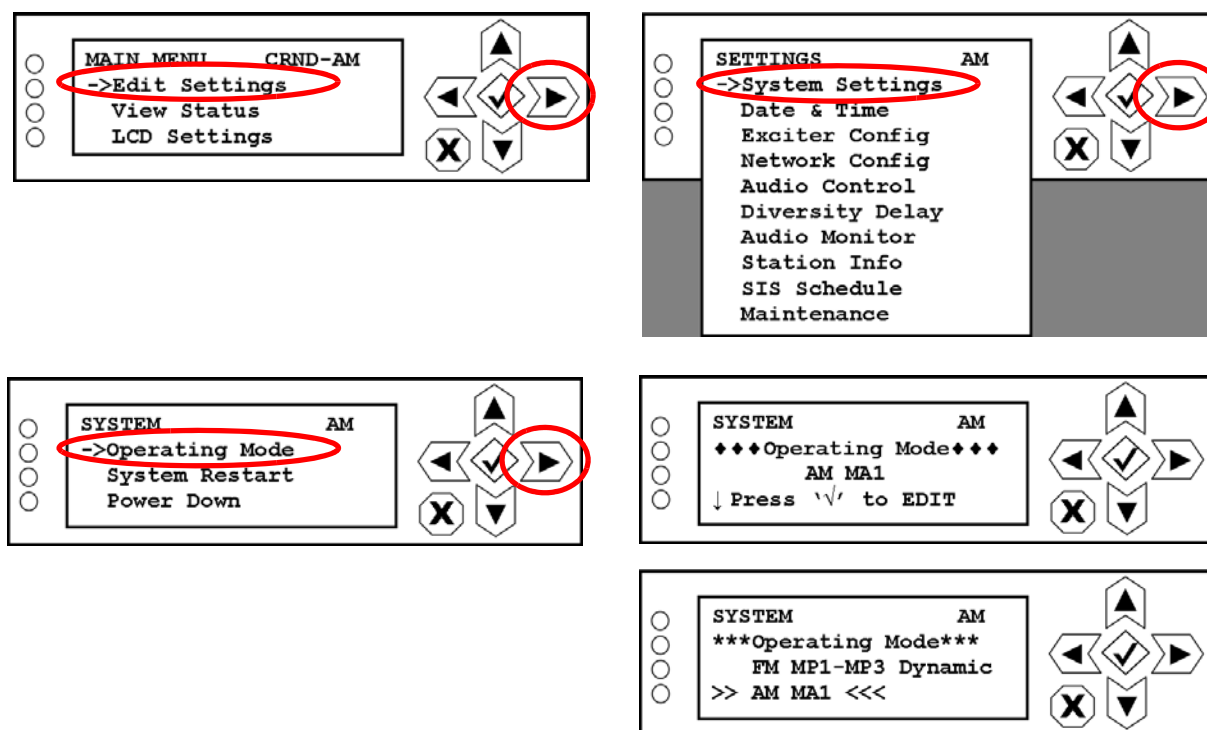 MAIN MENU CRND-AM
->Edit Settings
View Status
LCD Settings
X
SETTINGS AM
->System Settings
Date & Time
Exciter Config
Network Config
Audio Control
Diversity Delay
Audio Monitor
Station Info
SIS Schedule
Maintenance
X
SYSTEM AM
->Operating Mode
System Restart
Power Down
X
SYSTEM AM
♦♦♦Operating Mode♦♦♦
AM MA1
↓Press '√' to EDIT
X
SYSTEM AM
***Operating Mode***
FM MP1-MP3 Dynamic
>> AM MA1 <<<
X